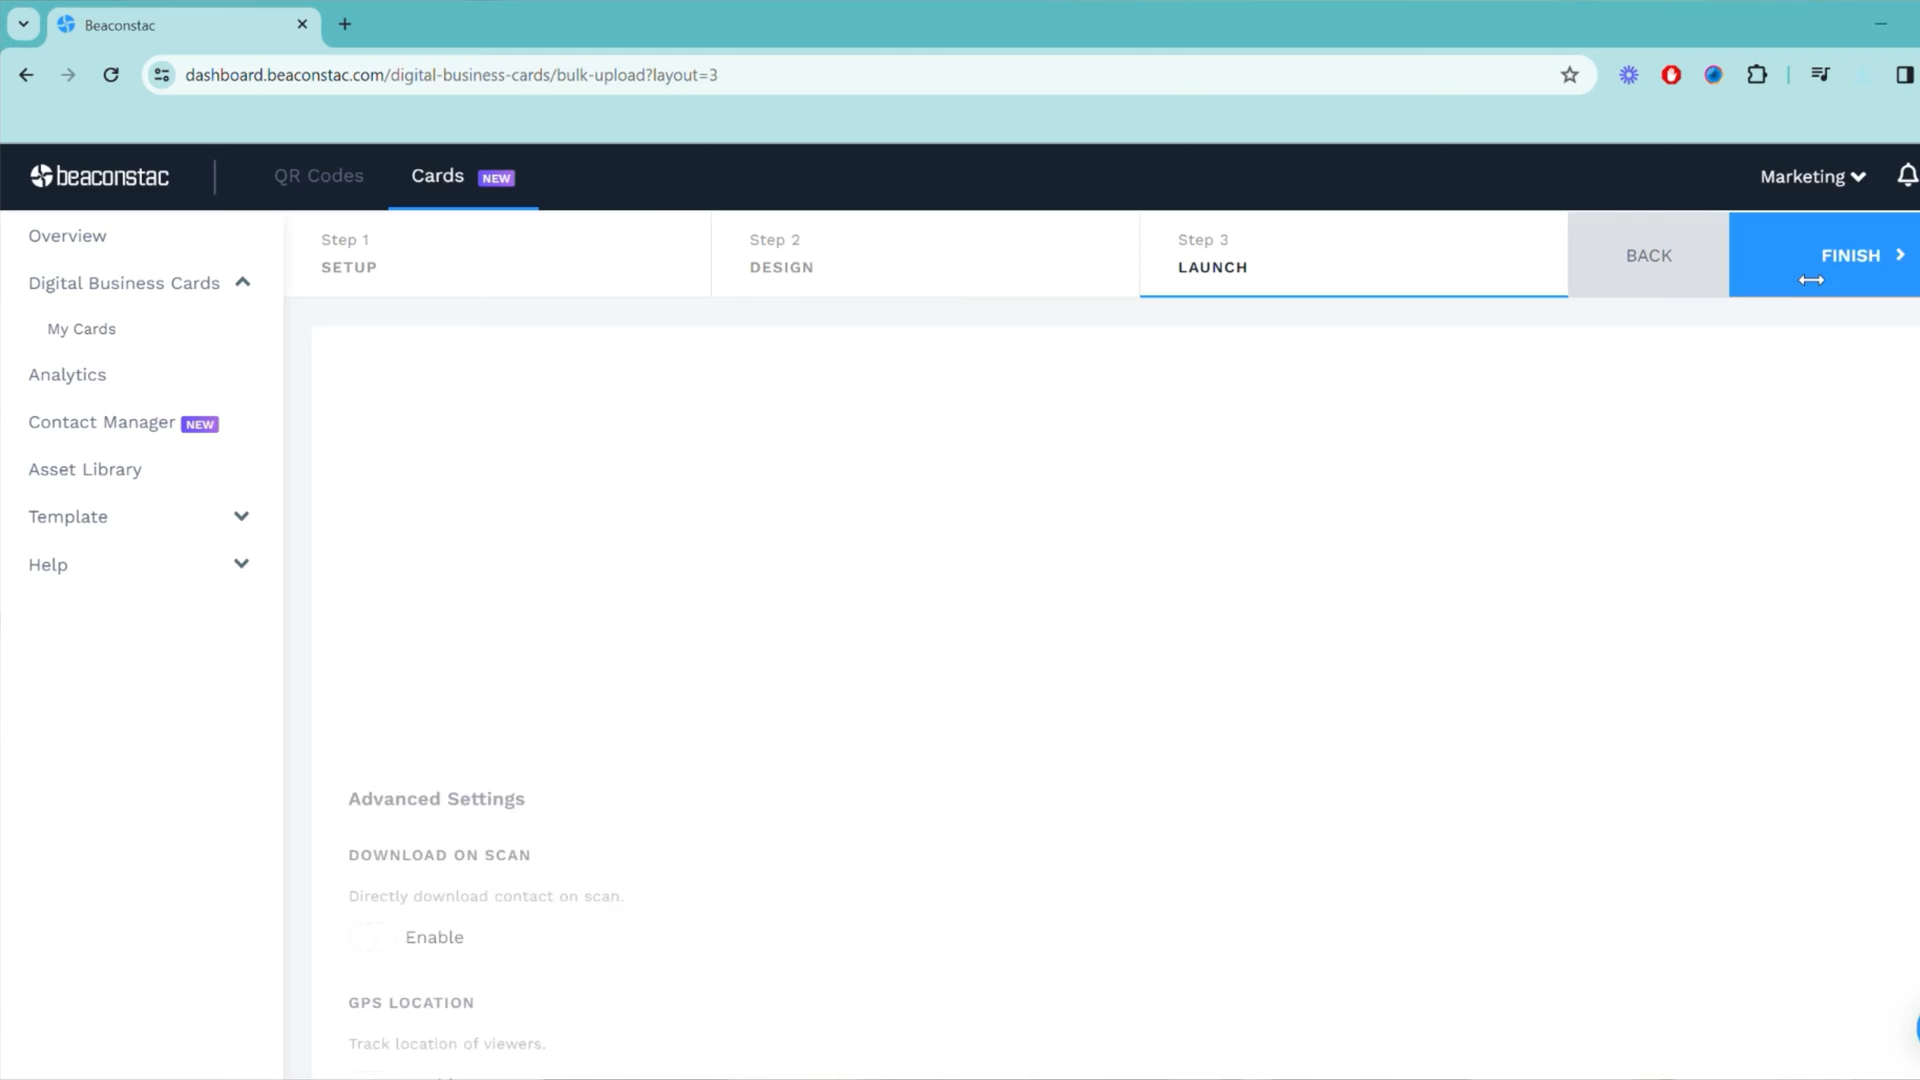 Beaconstac
dashboard.beaconstac.com/digital-business-cards/bulk-upload?layout=3
beaconstac
QR Codes
Cards NEW
Marketing
Overview
Digital Business Cards
My Cards
Analytics
Contact Manager NEW
Asset Library
Template
Help
Step 1
SETUP
Step 2
DESIGN
Step 3
LAUNCH
BACK
FINISH
Advanced Settings
DOWNLOAD ON SCAN
Directly download contact on scan.
Enable
GPS LOCATION
Track location of viewers.